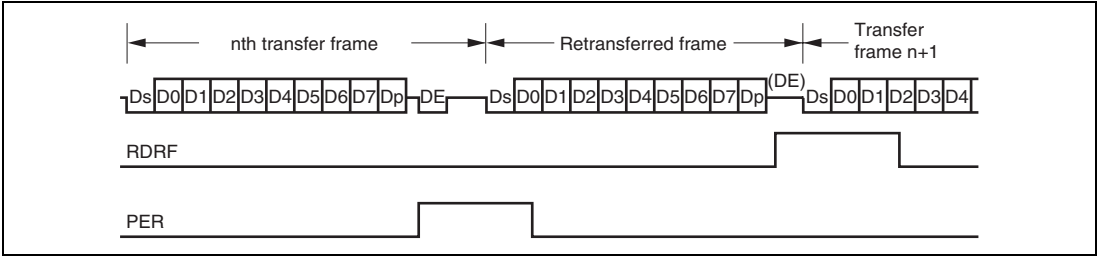 nth transfer frame Retransferred frame Transfer
frame n+1
Ds D0 D1 D2 D3 D4 D5 D6 D7 Dp DE Ds D0 D1 D2 D3 D4 D5 D6 D7 Dp (DE) Ds D0 D1 D2 D3 D4
RDRF
PER